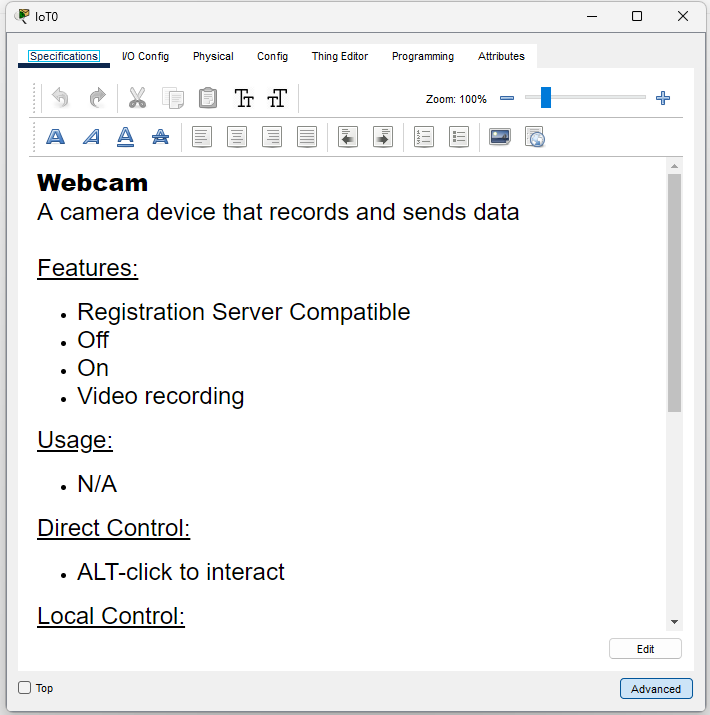 IoT0
Specifications I/O Config Physical Config Thing Editor Programming Attributes
Zoom: 100%
Webcam
A camera device that records and sends data
Features:
• Registration Server Compatible
• Off
• On
• Video recording
Usage:
• N/A
Direct Control:
• ALT-click to interact
Local Control:
Edit
Top
Advanced